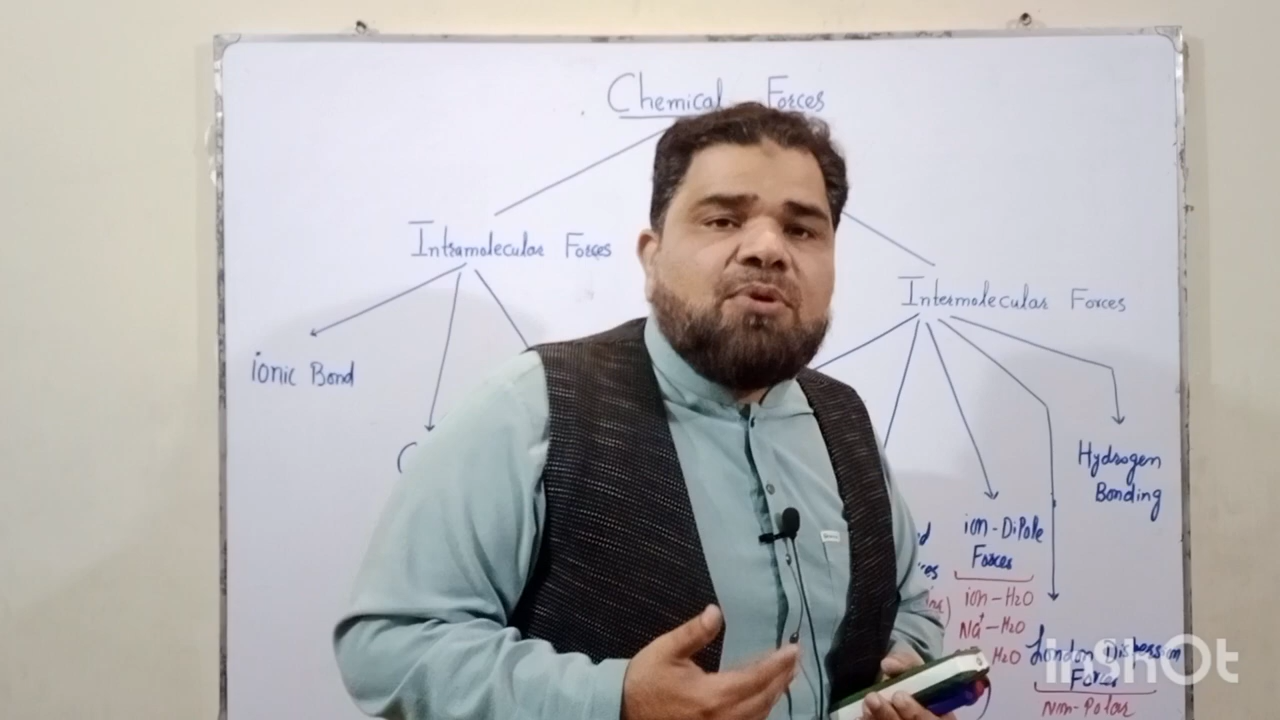 Chemical Forces
Intramolecular Forces
Intermolecular Forces
ionic Bond
Hydrogen
Bonding
ion-Dipole
Forces
ion-H2O
Na+-H2O
H2O
London Dispession
Forces
Non-Polar
InShOt